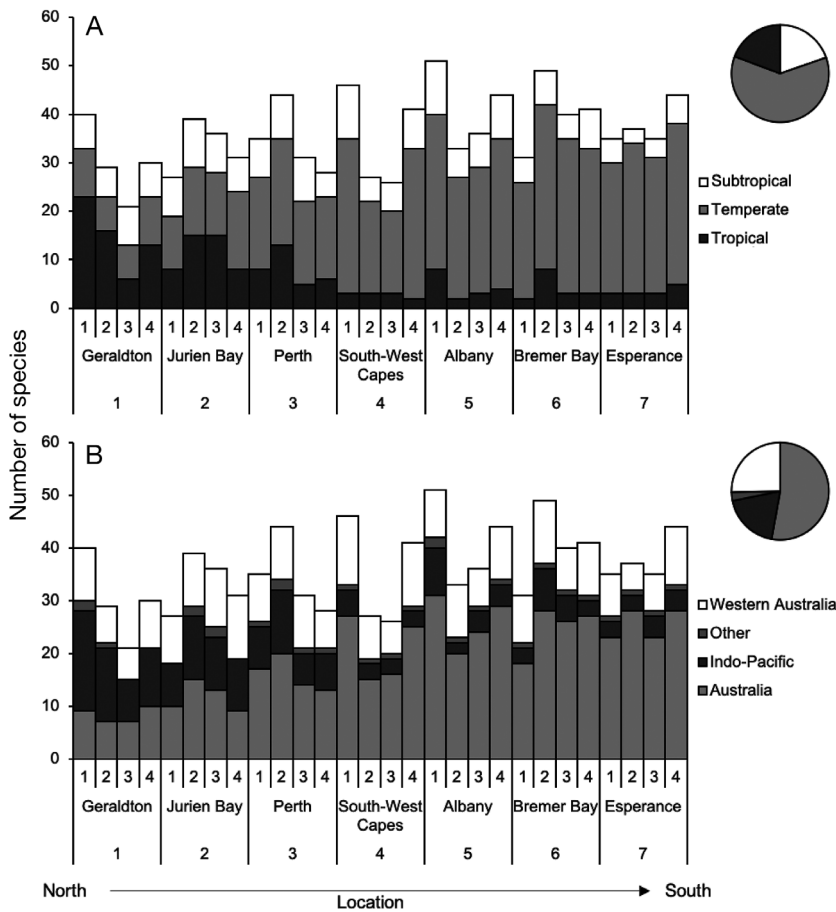 A
60
50
40
30
20
10
0
Subtropical
Temperate
Tropical
1 2 3 4 1 2 3 4 1 2 3 4 1 2 3 4 1 2 3 4 1 2 3 4 1 2 3 4
Geraldton Jurien Bay Perth South-West Capes Albany Bremer Bay Esperance
1 2 3 4 5 6 7
Number of species
B
60
50
40
30
20
10
0
Western Australia
Other
Indo-Pacific
Australia
1 2 3 4 1 2 3 4 1 2 3 4 1 2 3 4 1 2 3 4 1 2 3 4 1 2 3 4
Geraldton Jurien Bay Perth South-West Capes Albany Bremer Bay Esperance
1 2 3 4 5 6 7
North South
Location